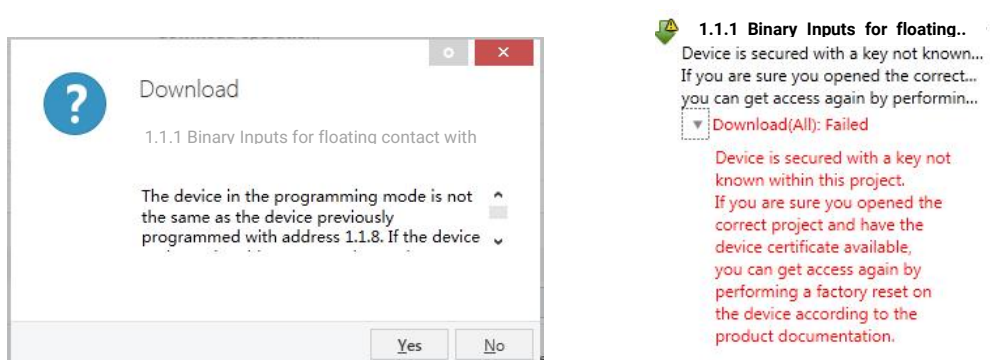 Download
1.1.1 Binary Inputs for floating contact with
The device in the programming mode is not
the same as the device previously
programmed with address 1.1.8. If the device
Yes
No
1.1.1 Binary Inputs for floating..
Device is secured with a key not known...
If you are sure you opened the correct...
you can get access again by performin...
Download(All): Failed
Device is secured with a key not
known within this project.
If you are sure you opened the
correct project and have the
device certificate available,
you can get access again by
performing a factory reset on
the device according to the
product documentation.